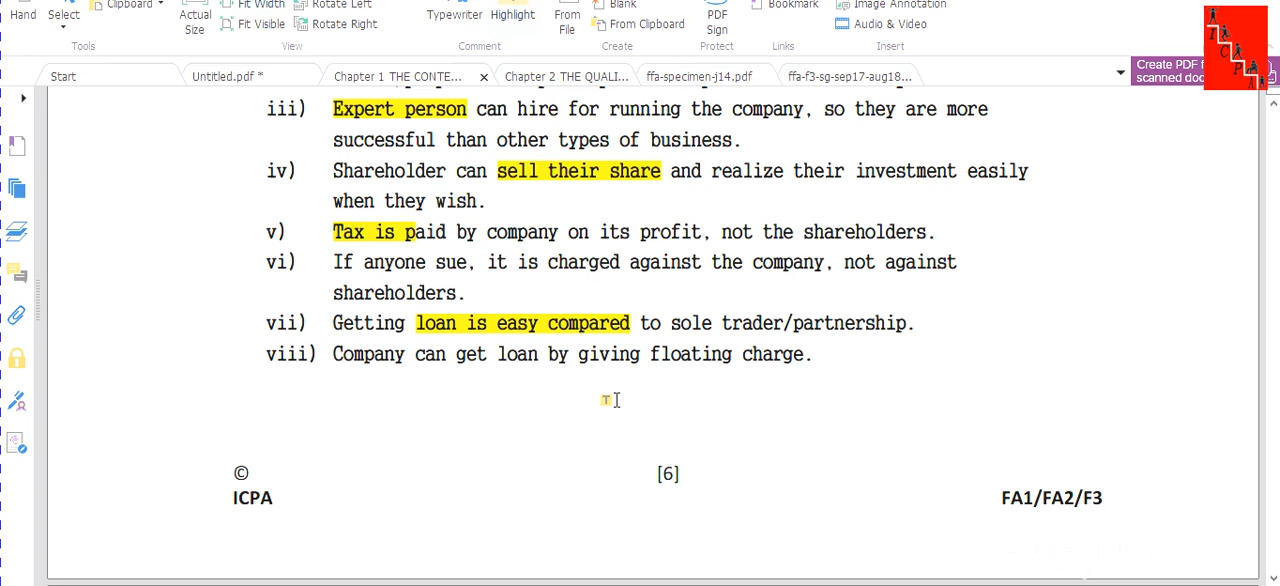 Hand
Select
Clipboard
Actual
Size
Fit Width
Fit Visible
Rotate Left
Rotate Right
Typewriter
Highlight
From
File
Blank
From Clipboard
PDF
Sign
Bookmark
Image Annotation
Audio & Video
Tools
View
Comment
Create
Protect
Links
Insert
Start
Untitled.pdf *
Chapter 1 THE CONTE...
Chapter 2 THE QUALI...
ffa-specimen-j14.pdf
ffa-f3-sg-sep17-aug18...
Create PDF
scanned
I
C
P
A
iii) Expert person can hire for running the company, so they are more
successful than other types of business.
iv) Shareholder can sell their share and realize their investment easily
when they wish.
v) Tax is paid by company on its profit, not the shareholders.
vi) If anyone sue, it is charged against the company, not against
shareholders.
vii) Getting loan is easy compared to sole trader/partnership.
viii) Company can get loan by giving floating charge.
©
[6]
ICPA
FA1/FA2/F3